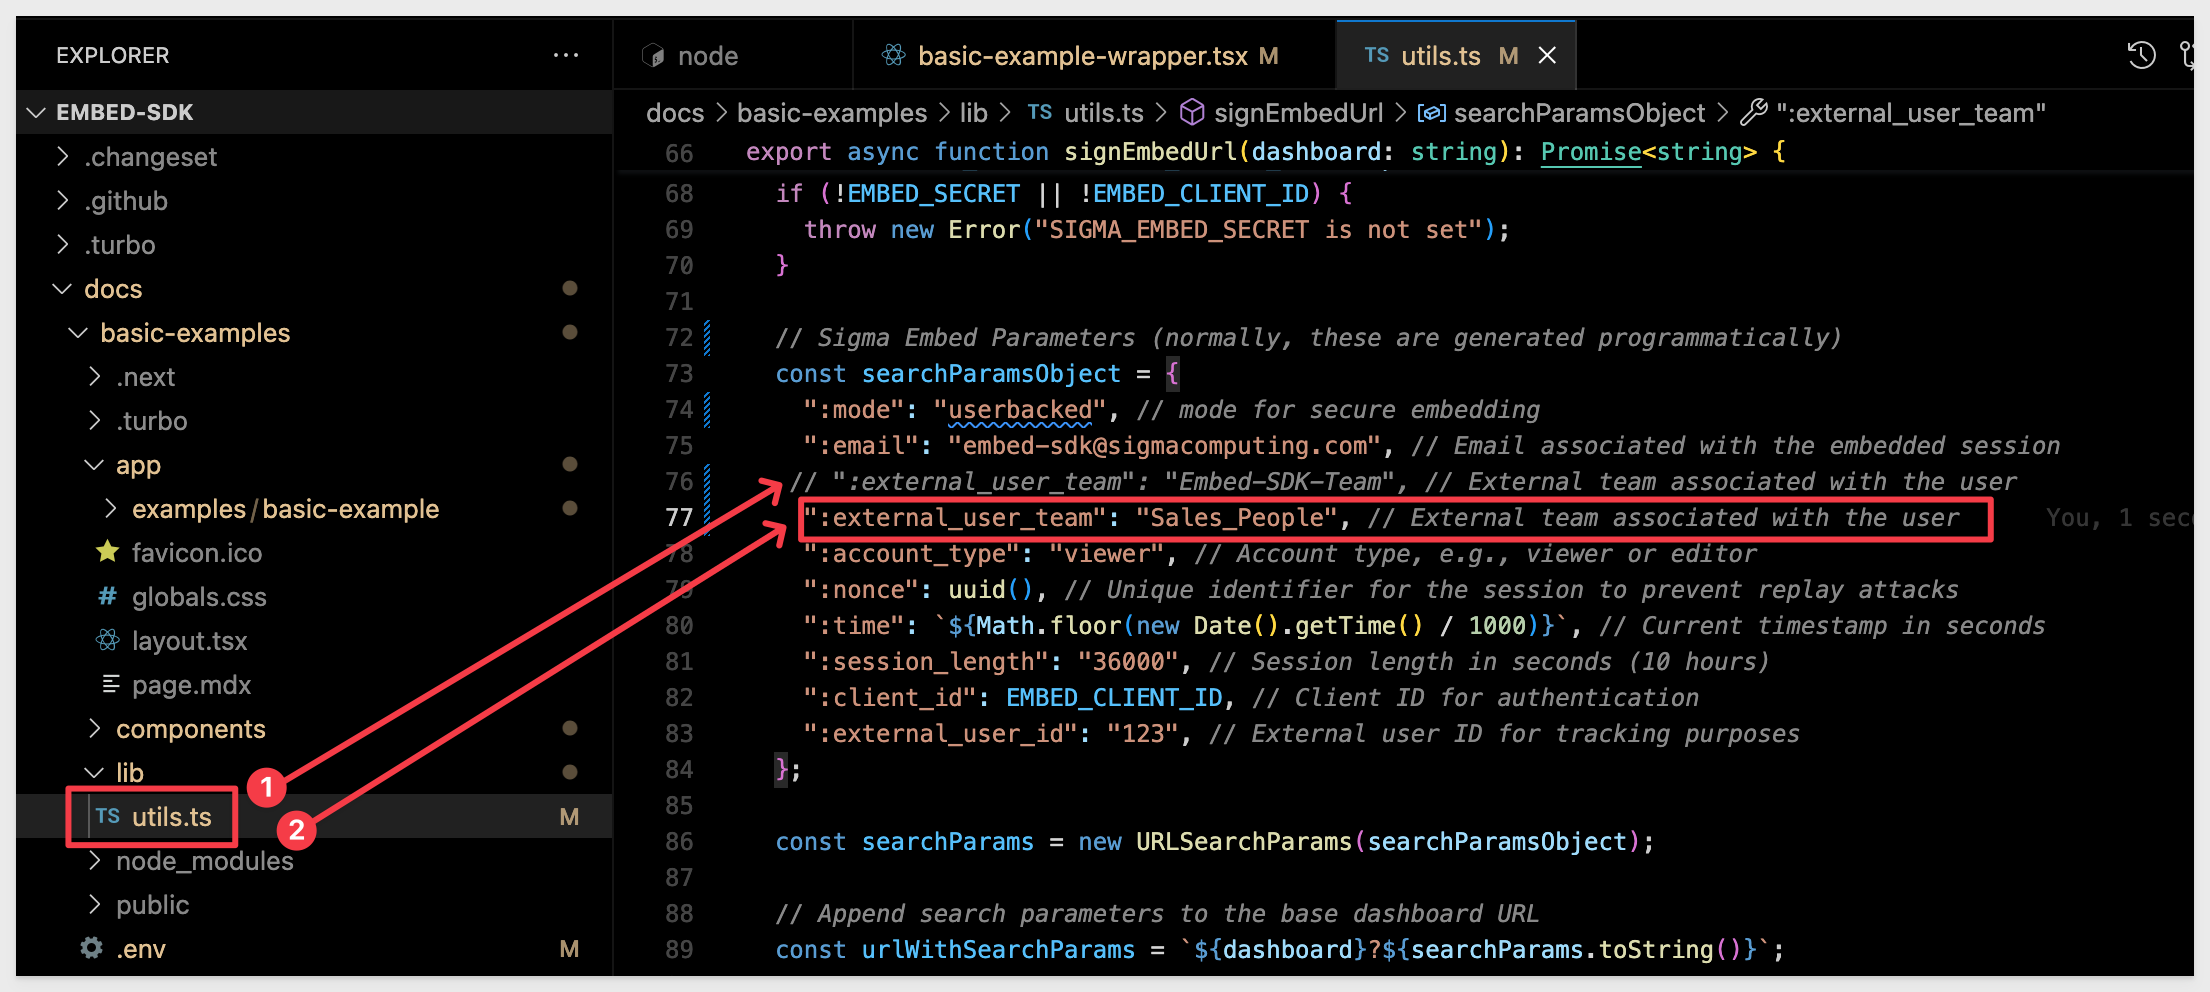 EXPLORER
EMBED-SDK
.changeset
.github
.turbo
docs
basic-examples
.next
.turbo
app
examples/basic-example
favicon.ico
# globals.css
layout.tsx
page.mdx
components
lib
1
TS utils.ts M
2
node_modules
public
.env M
node
basic-example-wrapper.tsx M
TS utils.ts M
docs > basic-examples > lib > TS utils.ts > signEmbedUrl > searchParamsObject > ":external_user_team"
66 export async function signEmbedUrl(dashboard: string): Promise<string> {
68 if (!EMBED_SECRET || !EMBED_CLIENT_ID) {
69 throw new Error("SIGMA_EMBED_SECRET is not set");
70 }
71
72 // Sigma Embed Parameters (normally, these are generated programmatically)
73 const searchParamsObject = {
74 ":mode": "userbacked", // mode for secure embedding
75 ":email": "embed-sdk@sigmacomputing.com", // Email associated with the embedded session
76 // ":external_user_team": "Embed-SDK-Team", // External team associated with the user
77 ":external_user_team": "Sales_People", // External team associated with the user You, 1 sec
78 ":account_type": "viewer", // Account type, e.g., viewer or editor
79 ":nonce": uuid(), // Unique identifier for the session to prevent replay attacks
80 ":time": `${Math.floor(new Date().getTime() / 1000)}`, // Current timestamp in seconds
81 ":session_length": "36000", // Session length in seconds (10 hours)
82 ":client_id": EMBED_CLIENT_ID, // Client ID for authentication
83 ":external_user_id": "123", // External user ID for tracking purposes
84 };
85
86 const searchParams = new URLSearchParams(searchParamsObject);
87
88 // Append search parameters to the base dashboard URL
89 const urlWithSearchParams = `${dashboard}?${searchParams.toString()}`;